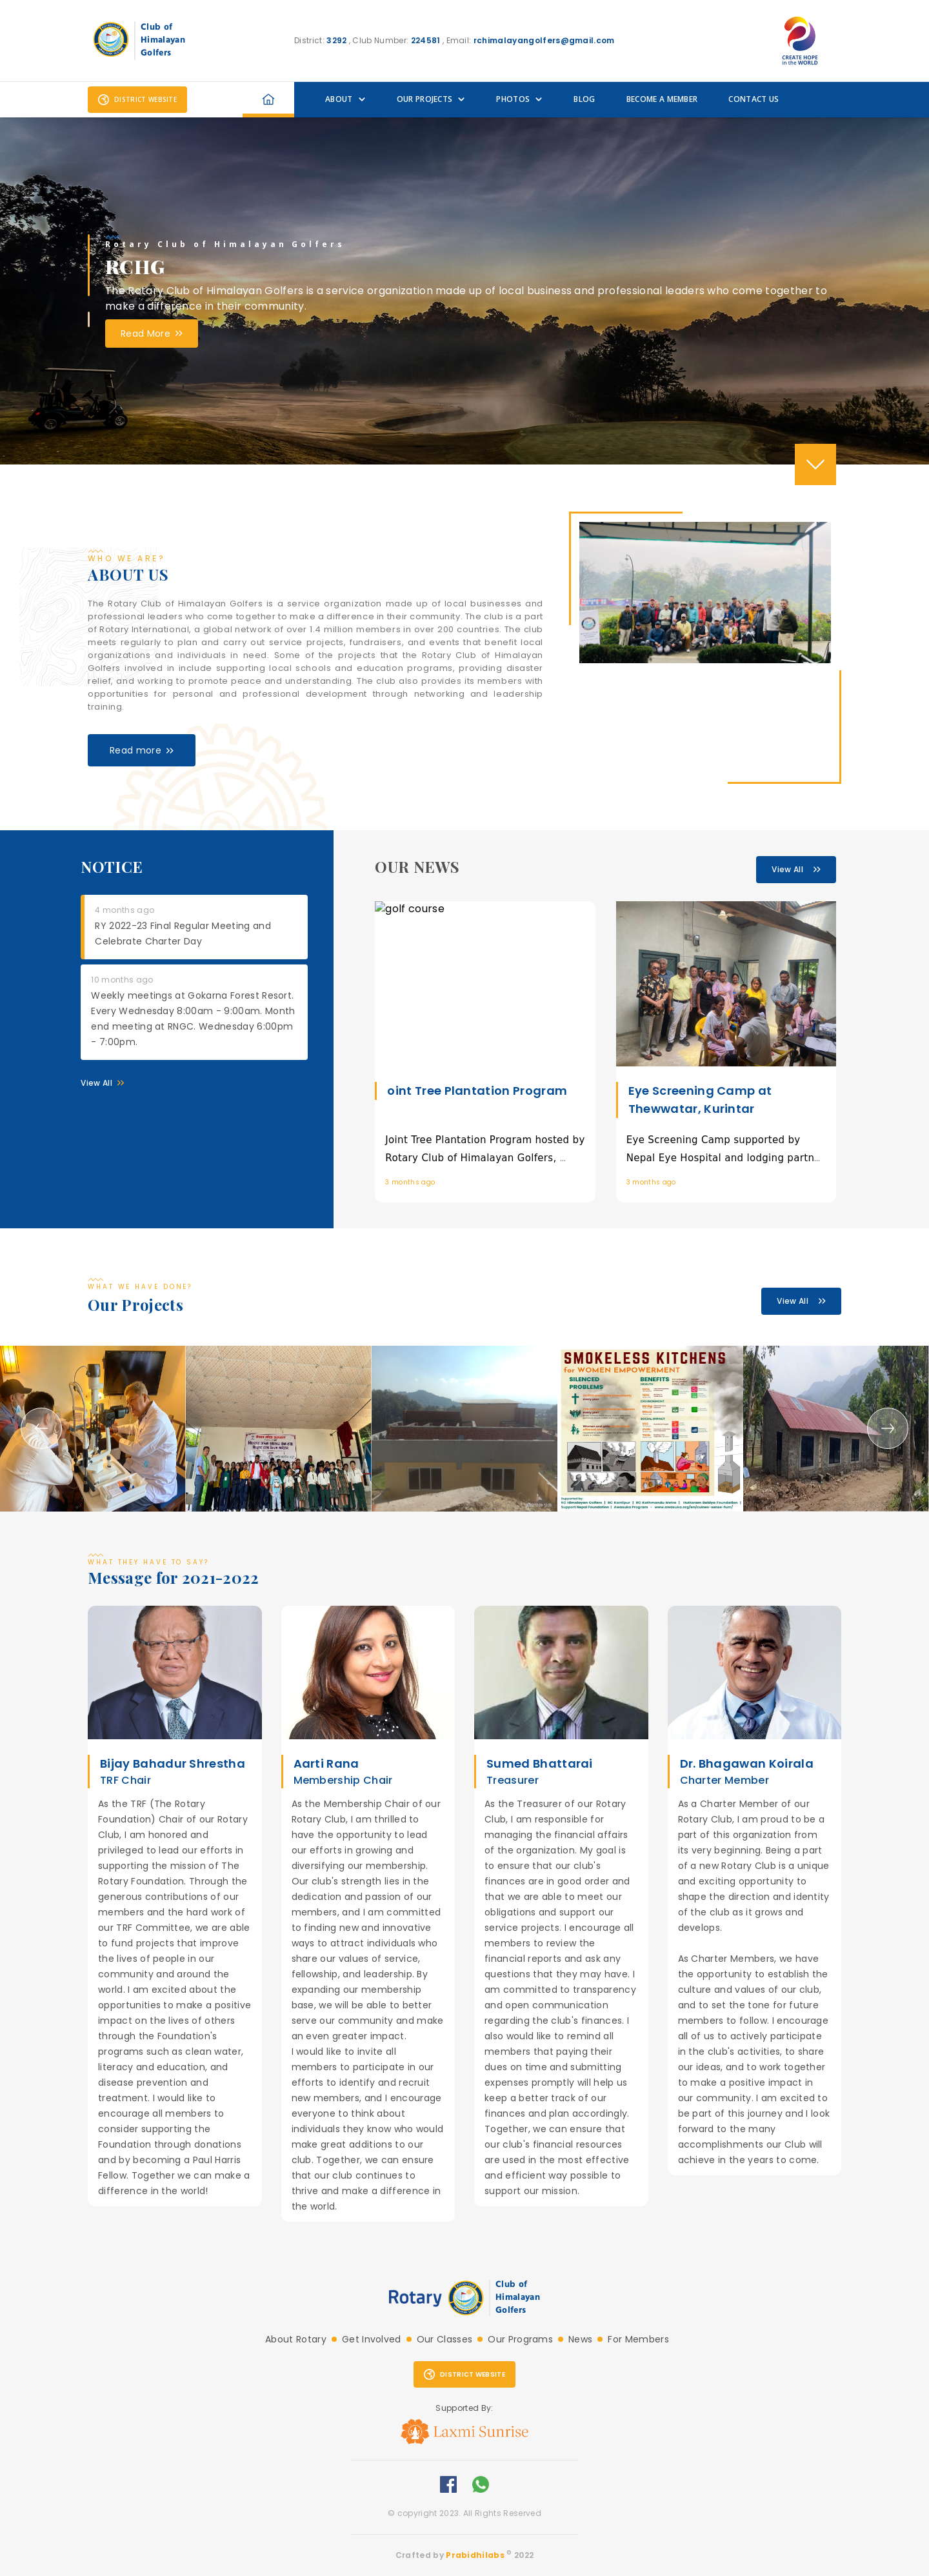 Club of
Himalayan
Golfers
District: 3292 , Club Number: 224581 , Email: rchimalayangolfers@gmail.com
CREATE HOPE
in the WORLD
DISTRICT WEBSITE
ABOUT
OUR PROJECTS
PHOTOS
BLOG
BECOME A MEMBER
CONTACT US
Rotary Club of Himalayan Golfers
RCHG
The Rotary Club of Himalayan Golfers is a service organization made up of local business and professional leaders who come together to
make a difference in their community.
Read More
WHO WE ARE?
ABOUT US
The Rotary Club of Himalayan Golfers is a service organization made up of local businesses and
professional leaders who come together to make a difference in their community. The club is a part
of Rotary International, a global network of over 1.4 million members in over 200 countries. The club
meets regularly to plan and carry out service projects, fundraisers, and events that benefit local
organizations and individuals in need. Some of the projects that the Rotary Club of Himalayan
Golfers involved in include supporting local schools and education programs, providing disaster
relief, and working to promote peace and understanding. The club also provides its members with
opportunities for personal and professional development through networking and leadership
training.
Read more
NOTICE
4 months ago
RY 2022-23 Final Regular Meeting and
Celebrate Charter Day
10 months ago
Weekly meetings at Gokarna Forest Resort.
Every Wednesday 8:00am - 9:00am. Month
end meeting at RNGC. Wednesday 6:00pm
- 7:00pm.
View All
OUR NEWS
View All
golf course
oint Tree Plantation Program
Joint Tree Plantation Program hosted by
Rotary Club of Himalayan Golfers, ...
3 months ago
Eye Screening Camp at
Thewwatar, Kurintar
Eye Screening Camp supported by
Nepal Eye Hospital and lodging partn...
3 months ago
WHAT WE HAVE DONE?
Our Projects
View All
SMOKELESS KITCHENS
for WOMEN EMPOWERMENT
SILENCED
PROBLEMS
BENEFITS
HEALTH
WHAT THEY HAVE TO SAY?
Message for 2021-2022
Bijay Bahadur Shrestha
TRF Chair
As the TRF (The Rotary
Foundation) Chair of our Rotary
Club, I am honored and
privileged to lead our efforts in
supporting the mission of The
Rotary Foundation. Through the
generous contributions of our
members and the hard work of
our TRF Committee, we are able
to fund projects that improve
the lives of people in our
community and around the
world. I am excited about the
opportunities to make a positive
impact on the lives of others
through the Foundation's
programs such as clean water,
literacy and education, and
disease prevention and
treatment. I would like to
encourage all members to
consider supporting the
Foundation through donations
and by becoming a Paul Harris
Fellow. Together we can make a
difference in the world!
Aarti Rana
Membership Chair
As the Membership Chair of our
Rotary Club, I am thrilled to
have the opportunity to lead
our efforts in growing and
diversifying our membership.
Our club's strength lies in the
dedication and passion of our
members, and I am committed
to finding new and innovative
ways to attract individuals who
share our values of service,
fellowship, and leadership. By
expanding our membership
base, we will be able to better
serve our community and make
an even greater impact.
I would like to invite all
members to participate in our
efforts to identify and recruit
new members, and I encourage
everyone to think about
individuals they know who would
make great additions to our
club. Together, we can ensure
that our club continues to
thrive and make a difference in
the world.
Sumed Bhattarai
Treasurer
As the Treasurer of our Rotary
Club, I am responsible for
managing the financial affairs
of the organization. My goal is
to ensure that our club's
finances are in good order and
that we are able to meet our
obligations and support our
service projects. I encourage all
members to review the
financial reports and ask any
questions that they may have. I
am committed to transparency
and open communication
regarding the club's finances. I
also would like to remind all
members that paying their
dues on time and submitting
expenses promptly will help us
keep a better track of our
finances and plan accordingly.
Together, we can ensure that
our club's financial resources
are used in the most effective
and efficient way possible to
support our mission.
Dr. Bhagawan Koirala
Charter Member
As a Charter Member of our
Rotary Club, I am proud to be a
part of this organization from
its very beginning. Being a part
of a new Rotary Club is a unique
and exciting opportunity to
shape the direction and identity
of the club as it grows and
develops.
As Charter Members, we have
the opportunity to establish the
culture and values of our club,
and to set the tone for future
members to follow. I encourage
all of us to actively participate
in the club's activities, to share
our ideas, and to work together
to make a positive impact in
our community. I am excited to
be part of this journey and I look
forward to the many
accomplishments our Club will
achieve in the years to come.
Rotary
Club of
Himalayan
Golfers
About Rotary
Get Involved
Our Classes
Our Programs
News
For Members
DISTRICT WEBSITE
Supported By:
Laxmi Sunrise
© copyright 2023. All Rights Reserved
Crafted by Prabidhilabs © 2022